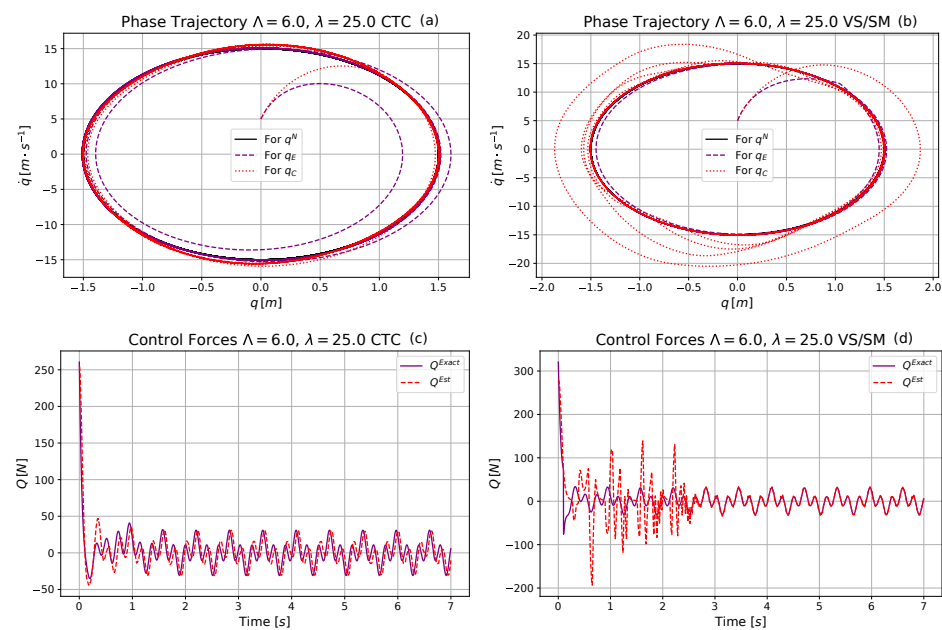 Phase Trajectory Λ = 6.0, λ = 25.0 CTC (a)
15
10
5
0
−5
−10
−15
q̇ [m · s⁻¹]
For q^N
For q_E
For q_C
−1.5 −1.0 −0.5 0.0 0.5 1.0 1.5
q [m]
Phase Trajectory Λ = 6.0, λ = 25.0 VS/SM (b)
20
15
10
5
0
−5
−10
−15
−20
q̇ [m · s⁻¹]
For q^N
For q_E
For q_C
−2.0 −1.5 −1.0 −0.5 0.0 0.5 1.0 1.5 2.0
q [m]
Control Forces Λ = 6.0, λ = 25.0 CTC (c)
250
200
150
100
50
0
−50
Q [N]
Q^Exact
Q^Est
0 1 2 3 4 5 6 7
Time [s]
Control Forces Λ = 6.0, λ = 25.0 VS/SM (d)
300
200
100
0
−100
−200
Q [N]
Q^Exact
Q^Est
0 1 2 3 4 5 6 7
Time [s]